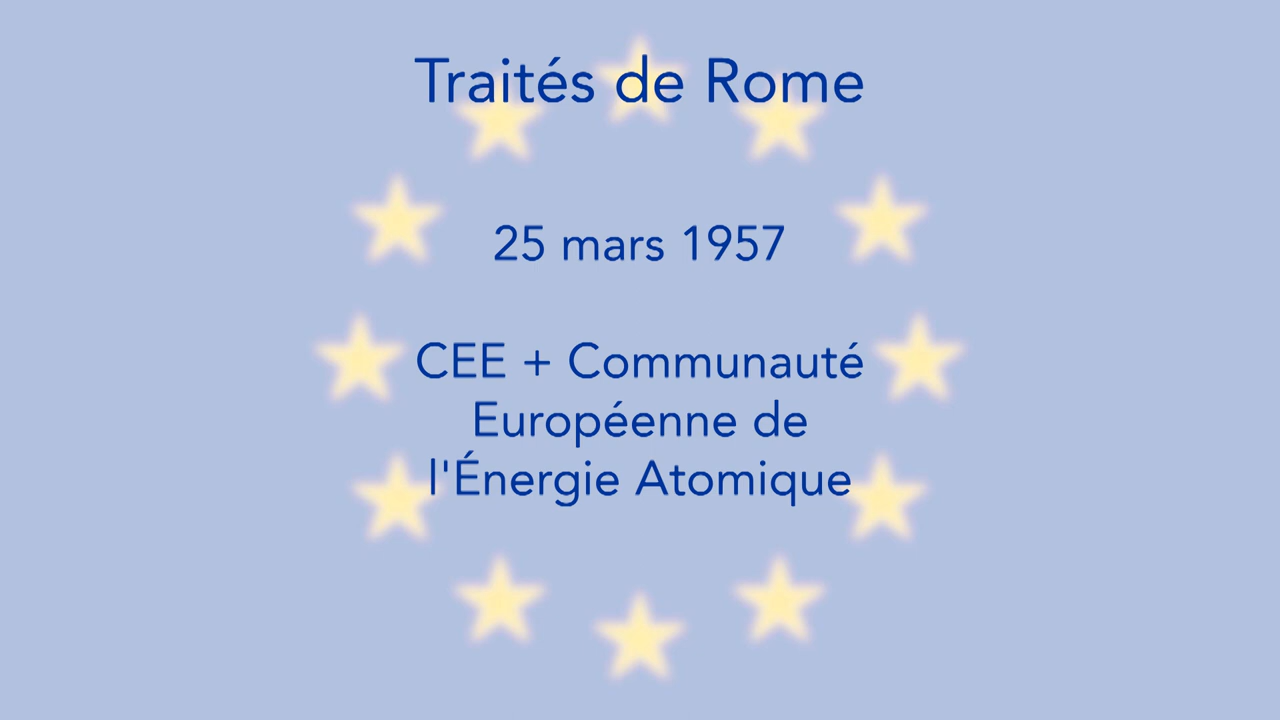 Traités de Rome
25 mars 1957
CEE + Communauté
Européenne de
l'Énergie Atomique